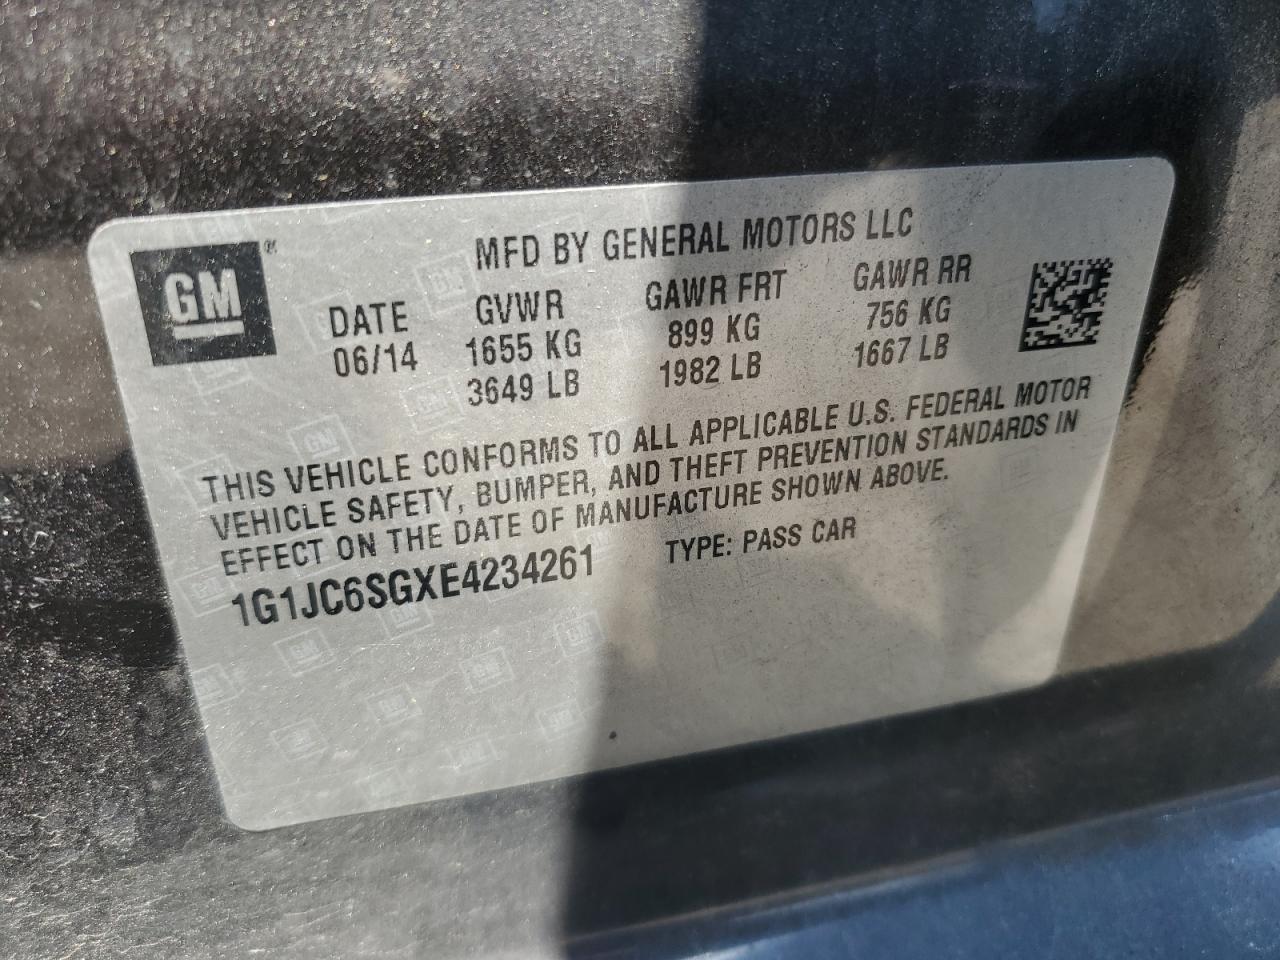 MFD BY GENERAL MOTORS LLC
GM®
DATE GVWR GAWR FRT GAWR RR
06/14 1655 KG 899 KG 756 KG
3649 LB 1982 LB 1667 LB
THIS VEHICLE CONFORMS TO ALL APPLICABLE U.S. FEDERAL MOTOR
VEHICLE SAFETY, BUMPER, AND THEFT PREVENTION STANDARDS IN
EFFECT ON THE DATE OF MANUFACTURE SHOWN ABOVE.
1G1JC6SGXE4234261 TYPE: PASS CAR